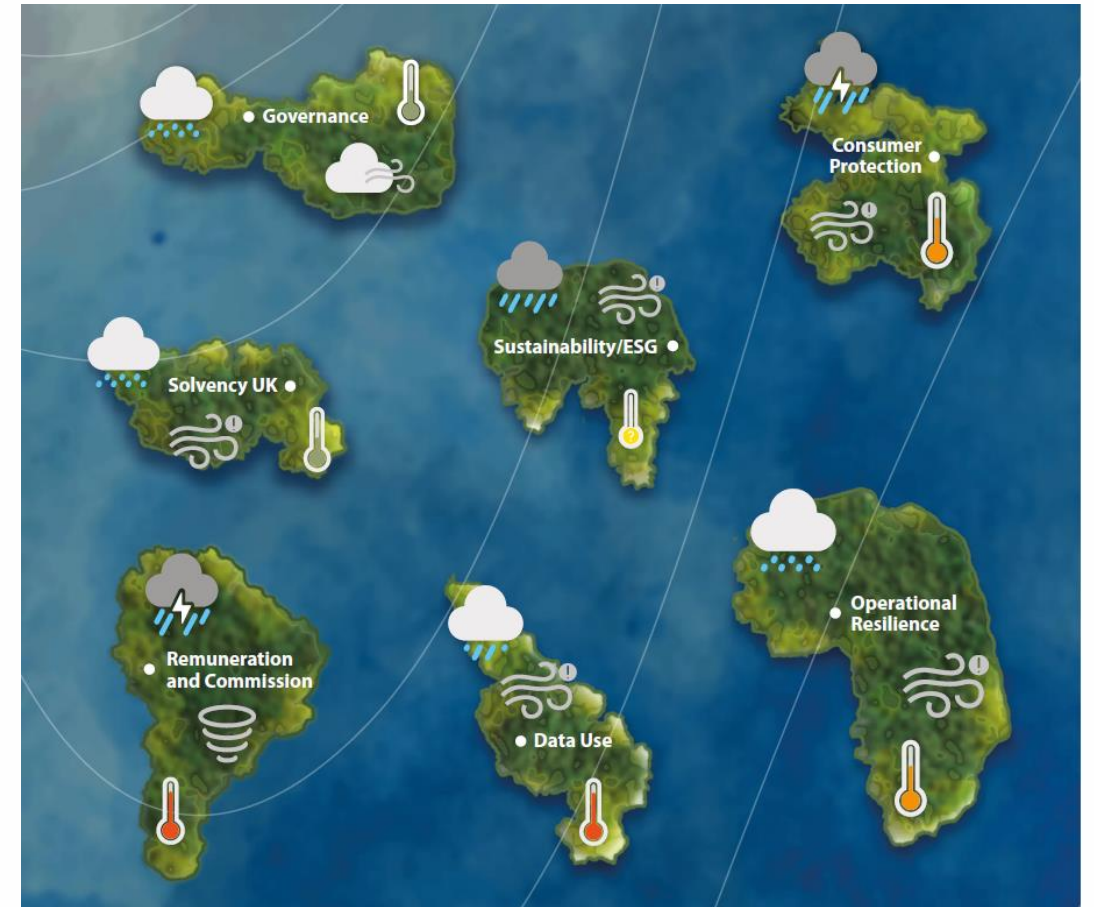 Governance
Consumer
Protection
!
!
Sustainability/ESG
Solvency UK
!
?
Operational
Resilience
Remuneration
and Commission
!
!
Data Use